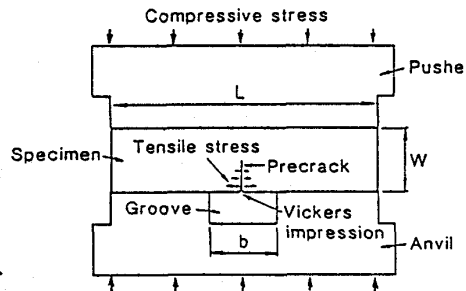 Compressive stress
Pushe
L
Specimen
Tensile stress
Precrack
W
Groove
Vickers
impression
b
Anvil